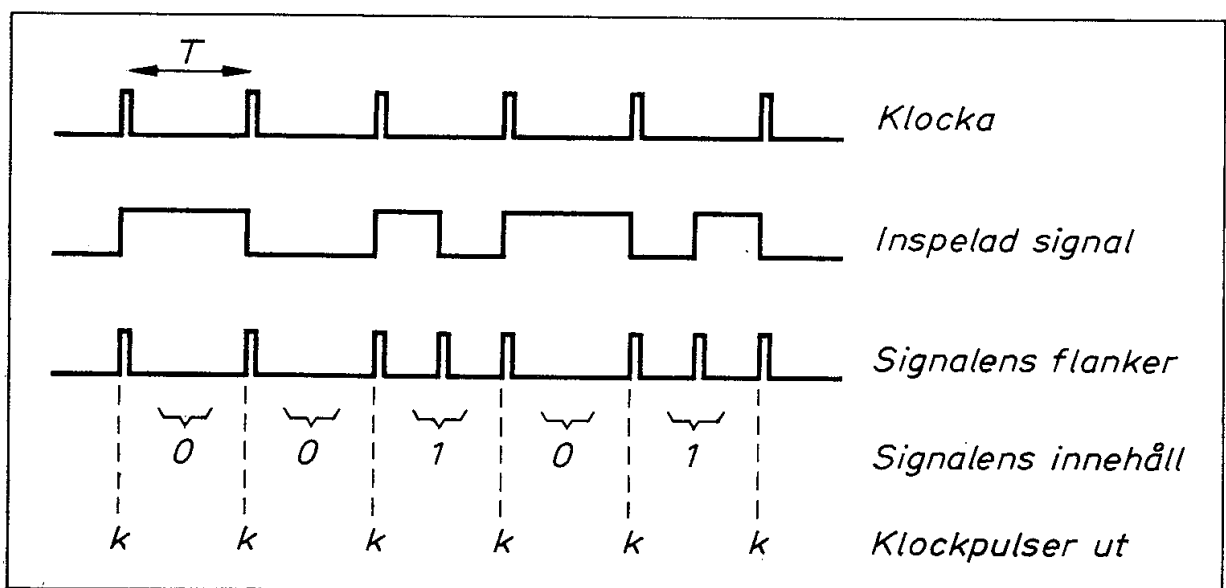 T
Klocka
Inspelad signal
Signalens flanker
0 0 1 0 1 Signalens innehåll
k k k k k k Klockpulser ut